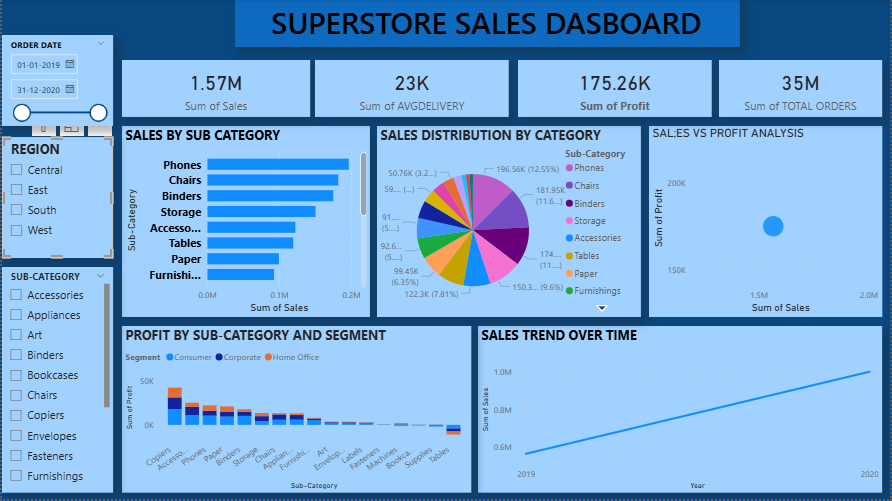 SUPERSTORE SALES DASBOARD
ORDER DATE
01-01-2019
31-12-2020
1.57M
Sum of Sales
23K
Sum of AVGDELIVERY
175.26K
Sum of Profit
35M
Sum of TOTAL ORDERS
REGION
Central
East
South
West
SUB-CATEGORY
Accessories
Appliances
Art
Binders
Bookcases
Chairs
Copiers
Envelopes
Fasteners
Furnishings
SALES BY SUB CATEGORY
Sub-Category
Phones
Chairs
Binders
Storage
Accesso...
Tables
Paper
Furnishi...
0.0M 0.1M 0.2M
Sum of Sales
SALES DISTRIBUTION BY CATEGORY
50.76K (3.2...)
59... (...)
91... (5....)
92.6... (5....)
99.45K (6.35%)
122.3K (7.81%)
150.3... (9.6%)
174.... (11....)
181.95K (11.6...)
196.56K (12.55%)
Sub-Category
Phones
Chairs
Binders
Storage
Accessories
Tables
Paper
Furnishings
SAL;ES VS PROFIT ANALYSIS
Sum of Profit
200K
150K
1.5M 2.0M
Sum of Sales
PROFIT BY SUB-CATEGORY AND SEGMENT
Segment Consumer Corporate Home Office
Sum of Profit
50K
0K
Copiers
Accesso...
Phones
Paper
Binders
Storage
Chairs
Applian...
Furnishi...
Art
Envelop...
Labels
Fasteners
Machines
Bookca...
Supplies
Tables
Sub-Category
SALES TREND OVER TIME
Sum of Sales
1.0M
0.8M
0.6M
2019 2020
Year